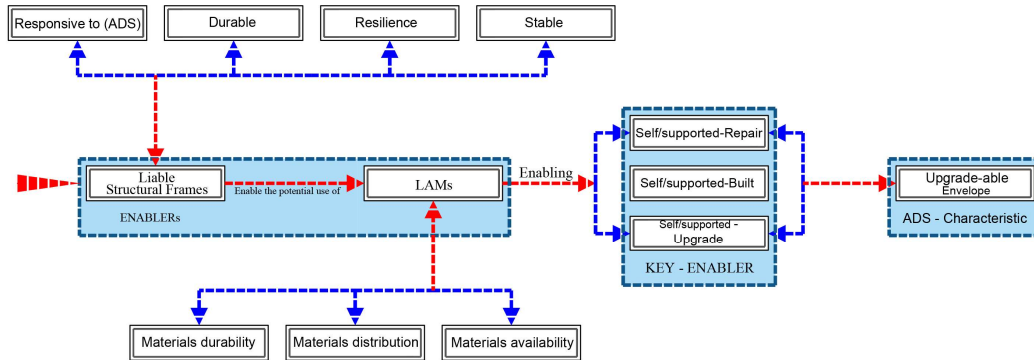 Responsive to (ADS)
Durable
Resilience
Stable
Liable
Structural Frames
Enable the potential use of
LAMs
ENABLERs
Enabling
Self/supported-Repair
Self/supported-Built
Self/supported -
Upgrade
KEY - ENABLER
Upgrade-able
Envelope
ADS - Characteristic
Materials durability
Materials distribution
Materials availability